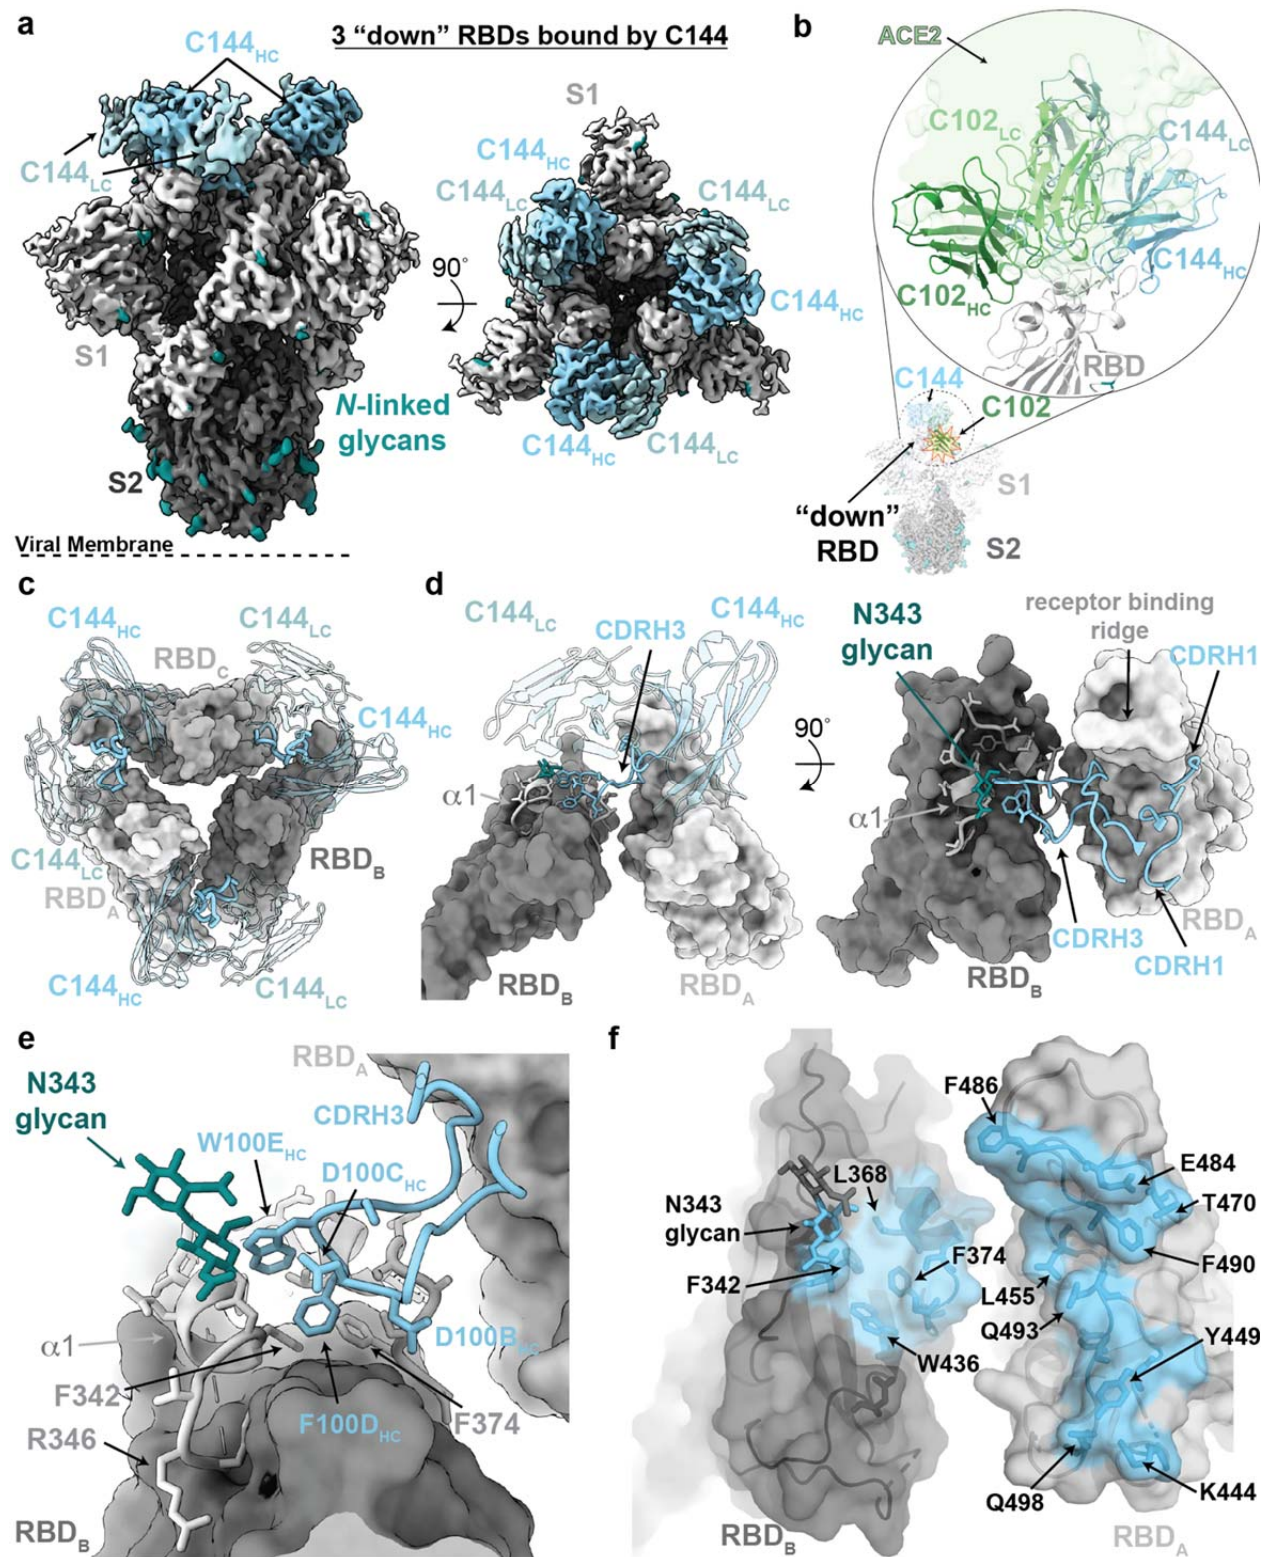 a
3 “down” RBDs bound by C144
C144HC
C144LC
S1
S2
N-linked
glycans
Viral Membrane
90°
S1
C144HC
C144LC
C144LC
C144HC
C144HC
C144LC
b
ACE2
C102LC
C144LC
C102HC
C144HC
RBD
C144
C102
S1
“down”
RBD
S2
c
C144HC
C144LC
RBDC
C144HC
C144LC
RBDA
RBDB
C144HC
C144LC
d
C144LC
CDRH3
C144HC
α1
RBDB
RBDA
90°
N343
glycan
receptor binding
ridge
CDRH1
α1
CDRH3
CDRH1
RBDB
RBDA
e
RBDA
N343
glycan
CDRH3
W100EHC
D100CHC
α1
D100BHC
F342
F100DHC
F374
R346
RBDB
f
F486
L368
E484
N343
glycan
T470
F374
F490
F342
L455
Q493
Y449
W436
Q498
K444
RBDB
RBDA